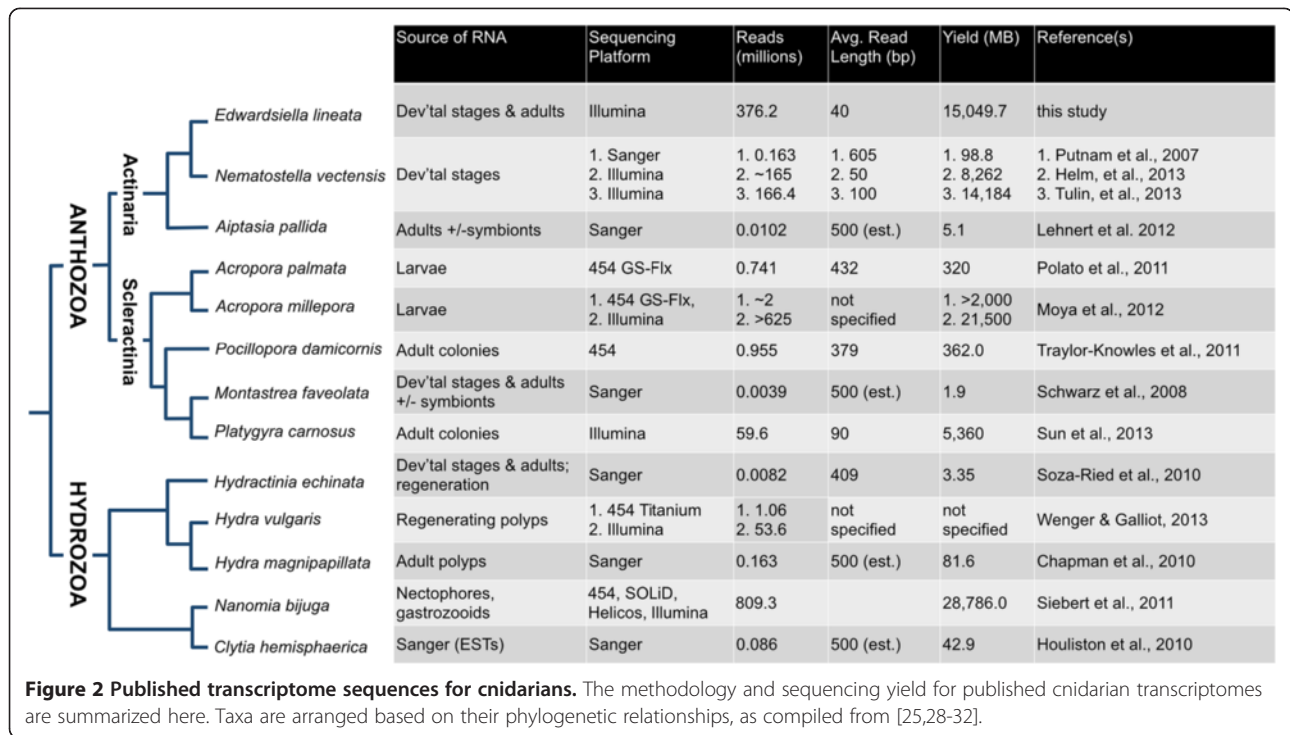 Source of RNA Sequencing Platform Reads (millions) Avg. Read Length (bp) Yield (MB) Reference(s)
ANTHOZOA
Actinaria
Edwardsiella lineata Dev'tal stages & adults Illumina 376.2 40 15,049.7 this study
Nematostella vectensis Dev'tal stages
1. Sanger 1. 0.163 1. 605 1. 98.8 1. Putnam et al., 2007
2. Illumina 2. ~165 2. 50 2. 8,262 2. Helm, et al., 2013
3. Illumina 3. 166.4 3. 100 3. 14,184 3. Tulin, et al., 2013
Aiptasia pallida Adults +/-symbionts Sanger 0.0102 500 (est.) 5.1 Lehnert et al. 2012
Scleractinia
Acropora palmata Larvae 454 GS-Flx 0.741 432 320 Polato et al., 2011
Acropora millepora Larvae
1. 454 GS-Flx, 1. ~2 not 1. >2,000
2. Illumina 2. >625 specified 2. 21,500
Moya et al., 2012
Pocillopora damicornis Adult colonies 454 0.955 379 362.0 Traylor-Knowles et al., 2011
Montastrea faveolata Dev'tal stages & adults
+/- symbionts
Sanger 0.0039 500 (est.) 1.9 Schwarz et al., 2008
Platygyra carnosus Adult colonies Illumina 59.6 90 5,360 Sun et al., 2013
HYDROZOA
Hydractinia echinata Dev'tal stages & adults;
regeneration
Sanger 0.0082 409 3.35 Soza-Ried et al., 2010
Hydra vulgaris Regenerating polyps
1. 454 Titanium 1. 1.06 not not
2. Illumina 2. 53.6 specified specified
Wenger & Galliot, 2013
Hydra magnipapillata Adult polyps Sanger 0.163 500 (est.) 81.6 Chapman et al., 2010
Nanomia bijuga Nectophores,
gastrozooids
454, SOLiD,
Helicos, Illumina
809.3 28,786.0 Siebert et al., 2011
Clytia hemisphaerica Sanger (ESTs) Sanger 0.086 500 (est.) 42.9 Houliston et al., 2010
Figure 2 Published transcriptome sequences for cnidarians. The methodology and sequencing yield for published cnidarian transcriptomes
are summarized here. Taxa are arranged based on their phylogenetic relationships, as compiled from [25,28-32].